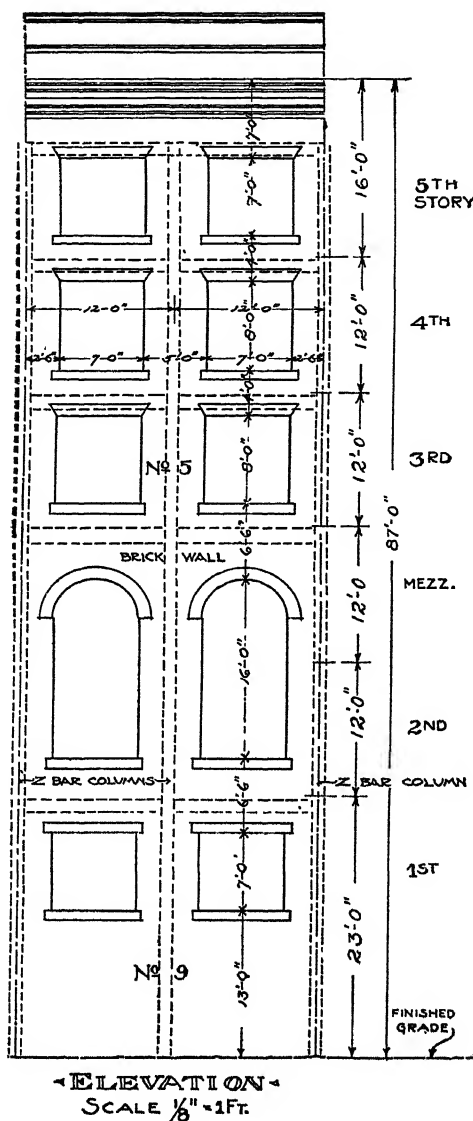 7'-0"
16'-0"
5TH
STORY
7'-0"
4'-0"
12'-0"
12'-0"
12'-0"
4TH
8'-0"
2'-6"
7'-0"
5'-0"
7'-0"
2'-6"
4'-0"
12'-0"
3RD
8'-0"
No 5
87'-0"
6'-6"
BRICK WALL
12'-0
MEZZ.
16'-0"
12'-0"
2ND
Z BAR COLUMNS
Z BAR COLUMN
6'-6"
1ST
7'-0'
23'-0"
No 9
13'-0"
FINISHED
GRADE
ELEVATION
SCALE 1/8" = 1FT.